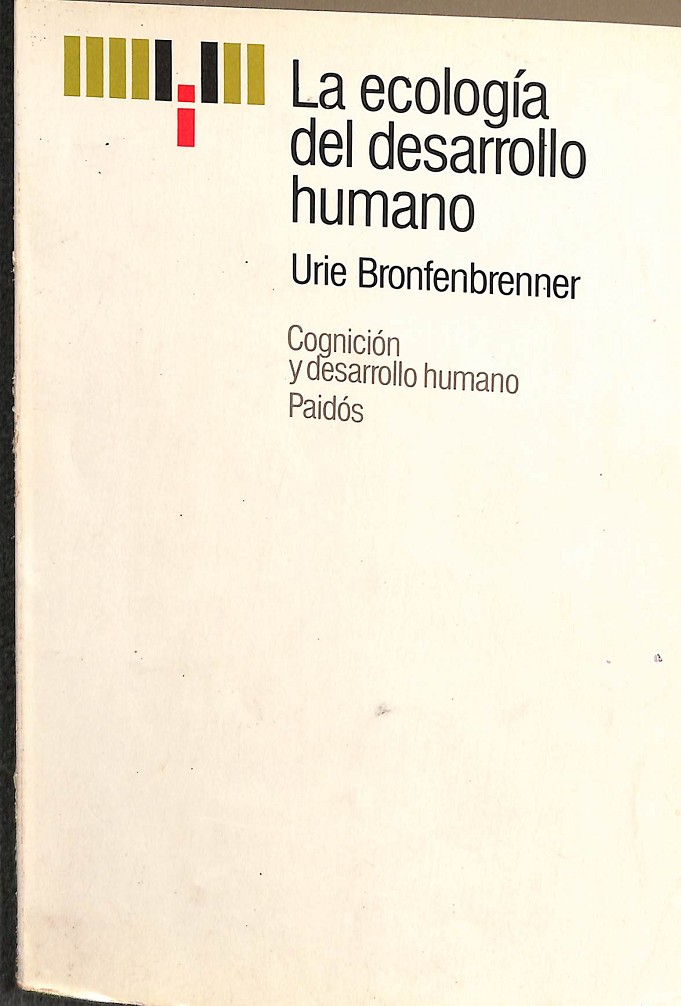 La ecología
del desarrollo
humano
Urie Bronfenbrenner
Cognición
y desarrollo humano
Paidós